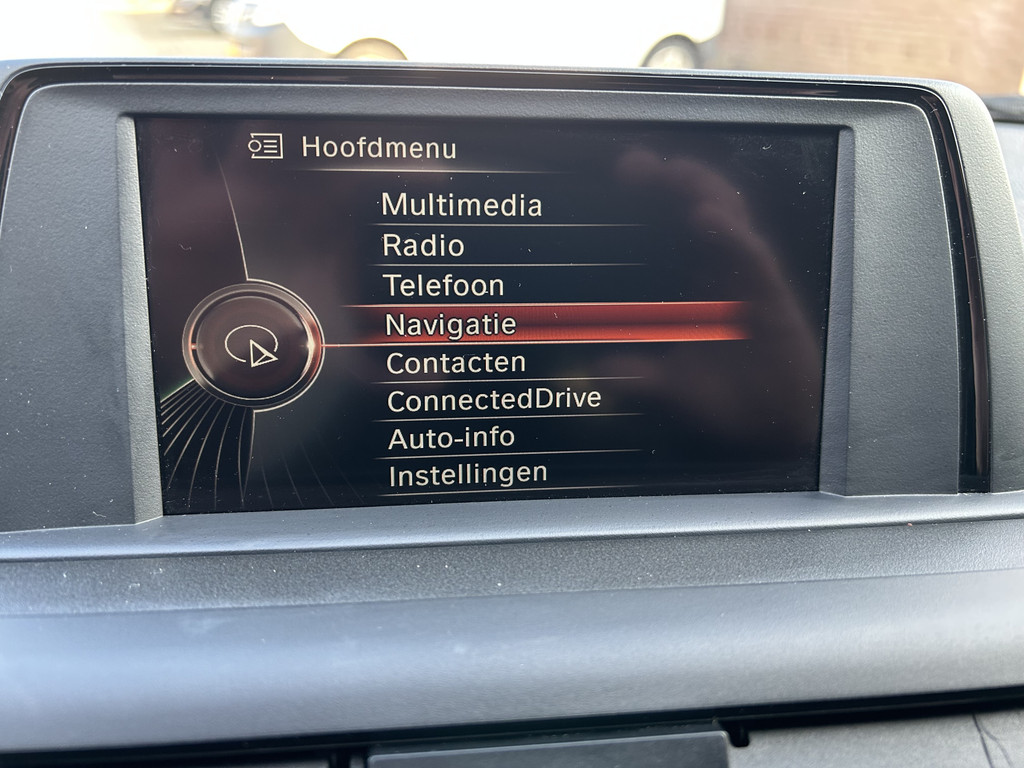 Hoofdmenu
Multimedia
Radio
Telefoon
Navigatie
Contacten
ConnectedDrive
Auto-info
Instellingen